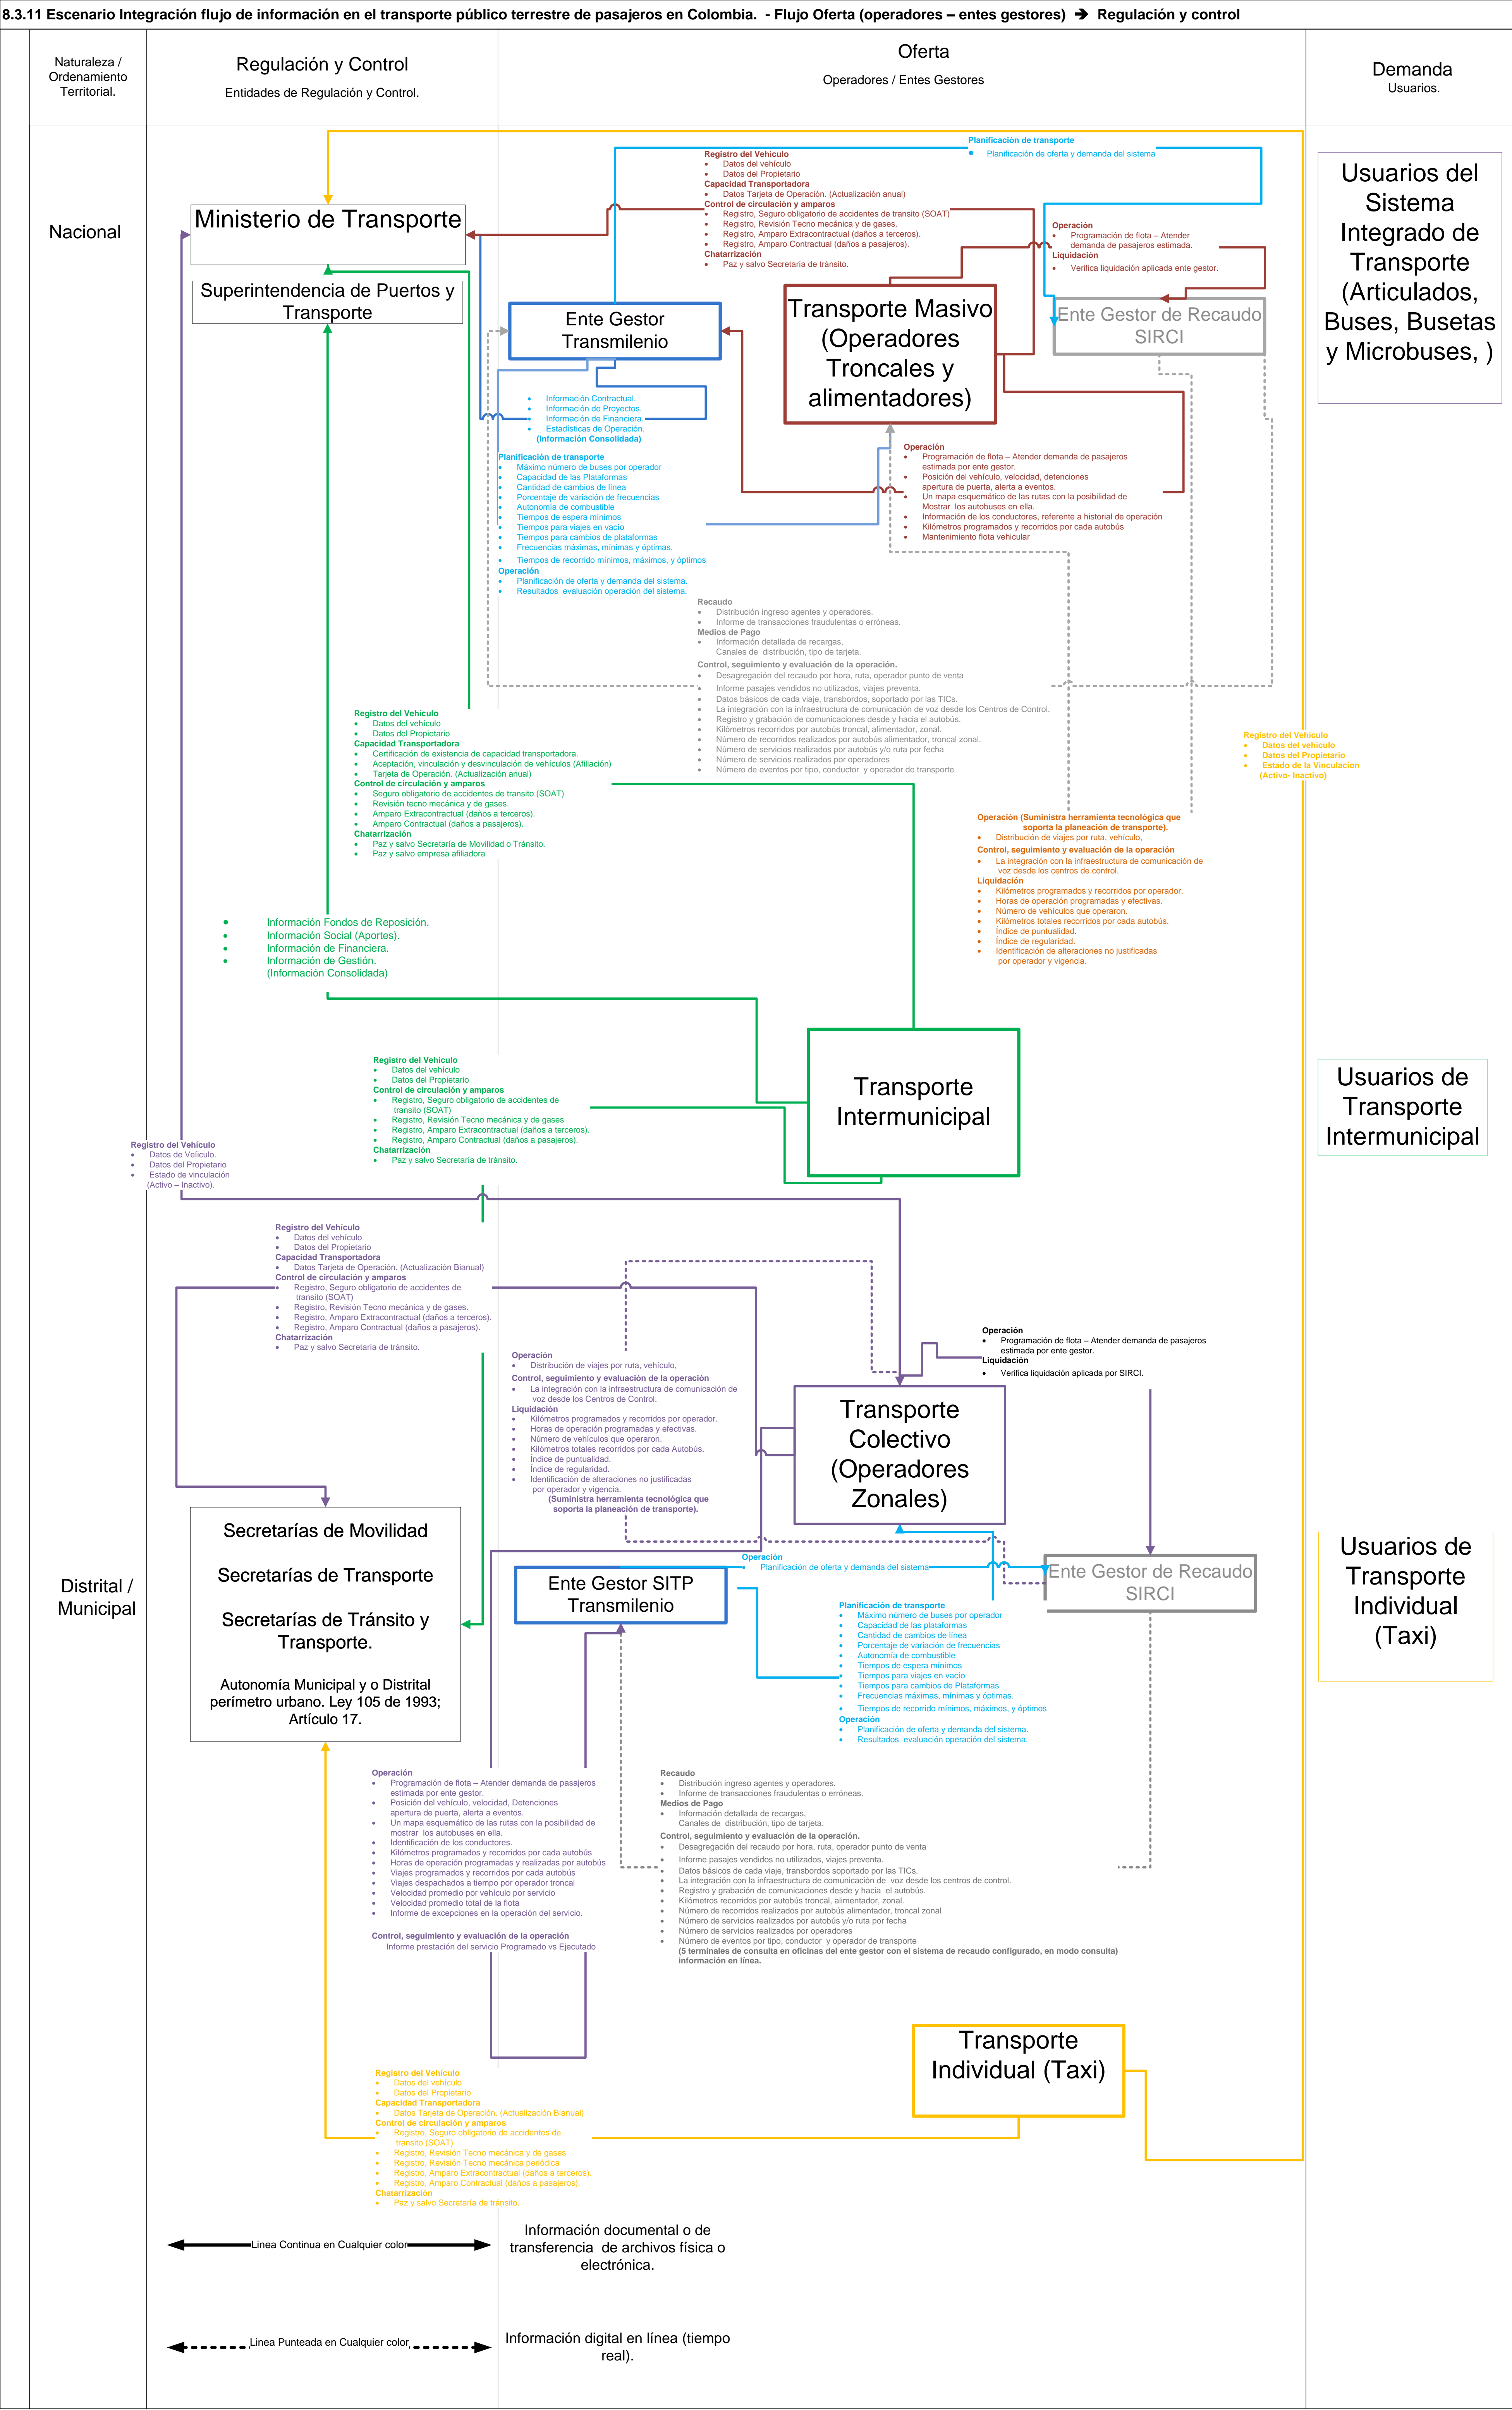 8.3.11 Escenario Integración flujo de información en el transporte público terrestre de pasajeros en Colombia. - Flujo Oferta (operadores – entes gestores) ➔ Regulación y control
Naturaleza /
Ordenamiento
Territorial.
Regulación y Control
Entidades de Regulación y Control.
Oferta
Operadores / Entes Gestores
Demanda
Usuarios.
Nacional
Ministerio de Transporte
Superintendencia de Puertos y
Transporte
Registro del Vehículo
• Datos del vehículo
• Datos del Propietario
Capacidad Transportadora
• Datos Tarjeta de Operación. (Actualización anual)
Control de circulación y amparos
• Registro, Seguro obligatorio de accidentes de transito (SOAT)
• Registro, Revisión Tecno mecánica y de gases.
• Registro, Amparo Extracontractual (daños a terceros).
• Registro, Amparo Contractual (daños a pasajeros).
Chatarrización
• Paz y salvo Secretaría de tránsito.
Planificación de transporte
• Planificación de oferta y demanda del sistema
Operación
• Programación de flota – Atender
demanda de pasajeros estimada.
Liquidación
• Verifica liquidación aplicada ente gestor.
Usuarios del
Sistema
Integrado de
Transporte
(Articulados,
Buses, Busetas
y Microbuses, )
Ente Gestor
Transmilenio
Transporte Masivo
(Operadores
Troncales y
alimentadores)
Ente Gestor de Recaudo
SIRCI
• Información Contractual.
• Información de Proyectos.
• Información de Financiera.
• Estadísticas de Operación.
(Información Consolidada)
Planificación de transporte
• Máximo número de buses por operador
• Capacidad de las Plataformas
• Cantidad de cambios de línea
• Porcentaje de variación de frecuencias
• Autonomía de combustible
• Tiempos de espera mínimos
• Tiempos para viajes en vacío
• Tiempos para cambios de plataformas
• Frecuencias máximas, mínimas y óptimas.
• Tiempos de recorrido mínimos, máximos, y óptimos
Operación
• Planificación de oferta y demanda del sistema.
• Resultados evaluación operación del sistema.
Operación
• Programación de flota – Atender demanda de pasajeros
estimada por ente gestor.
• Posición del vehículo, velocidad, detenciones
apertura de puerta, alerta a eventos.
• Un mapa esquemático de las rutas con la posibilidad de
Mostrar los autobuses en ella.
• Información de los conductores, referente a historial de operación
• Kilómetros programados y recorridos por cada autobús
• Mantenimiento flota vehicular
Recaudo
• Distribución ingreso agentes y operadores.
• Informe de transacciones fraudulentas o erróneas.
Medios de Pago
• Información detallada de recargas,
Canales de distribución, tipo de tarjeta.
Control, seguimiento y evaluación de la operación.
• Desagregación del recaudo por hora, ruta, operador punto de venta
• Informe pasajes vendidos no utilizados, viajes preventa.
• Datos básicos de cada viaje, transbordos, soportado por las TICs.
• La integración con la infraestructura de comunicación de voz desde los Centros de Control.
• Registro y grabación de comunicaciones desde y hacia el autobús.
• Kilómetros recorridos por autobús troncal, alimentador, zonal.
• Número de recorridos realizados por autobús alimentador, troncal zonal.
• Número de servicios realizados por autobús y/o ruta por fecha
• Número de servicios realizados por operadores
• Número de eventos por tipo, conductor y operador de transporte
Registro del Vehículo
• Datos del vehículo
• Datos del Propietario
Capacidad Transportadora
• Certificación de existencia de capacidad transportadora.
• Aceptación, vinculación y desvinculación de vehículos (Afiliación)
• Tarjeta de Operación. (Actualización anual)
Control de circulación y amparos
• Seguro obligatorio de accidentes de transito (SOAT)
• Revisión tecno mecánica y de gases.
• Amparo Extracontractual (daños a terceros).
• Amparo Contractual (daños a pasajeros).
Chatarrización
• Paz y salvo Secretaría de Movilidad o Tránsito.
• Paz y salvo empresa afiliadora
Registro del Vehículo
• Datos del vehículo
• Datos del Propietario
• Estado de la Vinculacion
(Activo- Inactivo)
Operación (Suministra herramienta tecnológica que
soporta la planeación de transporte).
• Distribución de viajes por ruta, vehículo,
Control, seguimiento y evaluación de la operación
• La integración con la infraestructura de comunicación de
voz desde los centros de control.
Liquidación
• Kilómetros programados y recorridos por operador.
• Horas de operación programadas y efectivas.
• Número de vehículos que operaron.
• Kilómetros totales recorridos por cada autobús.
• Índice de puntualidad.
• Índice de regularidad.
• Identificación de alteraciones no justificadas
por operador y vigencia.
• Información Fondos de Reposición.
• Información Social (Aportes).
• Información de Financiera.
• Información de Gestión.
(Información Consolidada)
Transporte
Intermunicipal
Usuarios de
Transporte
Intermunicipal
Registro del Vehículo
• Datos del vehículo
• Datos del Propietario
Control de circulación y amparos
• Registro, Seguro obligatorio de accidentes de
transito (SOAT)
• Registro, Revisión Tecno mecánica y de gases
• Registro, Amparo Extracontractual (daños a terceros).
• Registro, Amparo Contractual (daños a pasajeros).
Chatarrización
• Paz y salvo Secretaría de tránsito.
Registro del Vehículo
• Datos de Veíiculo.
• Datos del Propietario
• Estado de vinculación
(Activo – Inactivo).
Registro del Vehículo
• Datos del vehículo
• Datos del Propietario
Capacidad Transportadora
• Datos Tarjeta de Operación. (Actualización Bianual)
Control de circulación y amparos
• Registro, Seguro obligatorio de accidentes de
transito (SOAT)
• Registro, Revisión Tecno mecánica y de gases.
• Registro, Amparo Extracontractual (daños a terceros).
• Registro, Amparo Contractual (daños a pasajeros).
Chatarrización
• Paz y salvo Secretaría de tránsito.
Operación
• Distribución de viajes por ruta, vehículo,
Control, seguimiento y evaluación de la operación
• La integración con la infraestructura de comunicación de
voz desde los Centros de Control.
Liquidación
• Kilómetros programados y recorridos por operador.
• Horas de operación programadas y efectivas.
• Número de vehículos que operaron.
• Kilómetros totales recorridos por cada Autobús.
• Índice de puntualidad.
• Índice de regularidad.
• Identificación de alteraciones no justificadas
por operador y vigencia.
(Suministra herramienta tecnológica que
soporta la planeación de transporte).
Operación
• Programación de flota – Atender demanda de pasajeros
estimada por ente gestor.
Liquidación
• Verifica liquidación aplicada por SIRCI.
Transporte
Colectivo
(Operadores
Zonales)
Distrital /
Municipal
Secretarías de Movilidad
Secretarías de Transporte
Secretarías de Tránsito y
Transporte.
Autonomía Municipal y o Distrital
perímetro urbano. Ley 105 de 1993;
Artículo 17.
Ente Gestor SITP
Transmilenio
Operación
• Planificación de oferta y demanda del sistema
Ente Gestor de Recaudo
SIRCI
Usuarios de
Transporte
Individual
(Taxi)
Planificación de transporte
• Máximo número de buses por operador
• Capacidad de las plataformas
• Cantidad de cambios de línea
• Porcentaje de variación de frecuencias
• Autonomía de combustible
• Tiempos de espera mínimos
• Tiempos para viajes en vacío
• Tiempos para cambios de Plataformas
• Frecuencias máximas, mínimas y óptimas.
• Tiempos de recorrido mínimos, máximos, y óptimos
Operación
• Planificación de oferta y demanda del sistema.
• Resultados evaluación operación del sistema.
Operación
• Programación de flota – Atender demanda de pasajeros
estimada por ente gestor.
• Posición del vehículo, velocidad, Detenciones
apertura de puerta, alerta a eventos.
• Un mapa esquemático de las rutas con la posibilidad de
mostrar los autobuses en ella.
• Identificación de los conductores.
• Kilómetros programados y recorridos por cada autobús
• Horas de operación programadas y realizadas por autobús
• Viajes programados y recorridos por cada autobús
• Viajes despachados a tiempo por operador troncal
• Velocidad promedio por vehículo por servicio
• Velocidad promedio total de la flota
• Informe de excepciones en la operación del servicio.
Control, seguimiento y evaluación de la operación
Informe prestación del servicio Programado vs Ejecutado
Recaudo
• Distribución ingreso agentes y operadores.
• Informe de transacciones fraudulentas o erróneas.
Medios de Pago
• Información detallada de recargas,
Canales de distribución, tipo de tarjeta.
Control, seguimiento y evaluación de la operación.
• Desagregación del recaudo por hora, ruta, operador punto de venta
• Informe pasajes vendidos no utilizados, viajes preventa.
• Datos básicos de cada viaje, transbordos soportado por las TICs.
• La integración con la infraestructura de comunicación de voz desde los centros de control.
• Registro y grabación de comunicaciones desde y hacia el autobús.
• Kilómetros recorridos por autobús troncal, alimentador, zonal.
• Número de recorridos realizados por autobús alimentador, troncal zonal
• Número de servicios realizados por autobús y/o ruta por fecha
• Número de servicios realizados por operadores
• Número de eventos por tipo, conductor y operador de transporte
(5 terminales de consulta en oficinas del ente gestor con el sistema de recaudo configurado, en modo consulta)
información en línea.
Transporte
Individual (Taxi)
Registro del Vehículo
• Datos del vehículo
• Datos del Propietario
Capacidad Transportadora
• Datos Tarjeta de Operación. (Actualización Bianual)
Control de circulación y amparos
• Registro, Seguro obligatorio de accidentes de
transito (SOAT)
• Registro, Revisión Tecno mecánica y de gases
• Registro, Revisión Tecno mecánica periódica
• Registro, Amparo Extracontractual (daños a terceros).
• Registro, Amparo Contractual (daños a pasajeros).
Chatarrización
• Paz y salvo Secretaría de tránsito.
Linea Continua en Cualquier color
Información documental o de
transferencia de archivos física o
electrónica.
Linea Punteada en Cualquier color
Información digital en línea (tiempo
real).